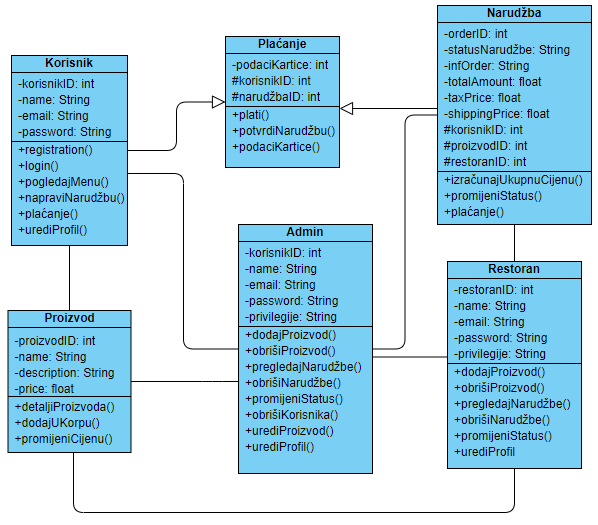 Korisnik
-korisnikID: int
-name: String
-email: String
-password: String
+registration()
+login()
+pogledajMenu()
+napraviNarudžbu()
+plaćanje()
+urediProfil()
Plaćanje
-podaciKartice: int
#korisnikID: int
#narudžbaID: int
+plati()
+potvrdiNarudžbu()
+podaciKartice()
Narudžba
-orderID: int
-statusNarudžbe: String
-infOrder: String
-totalAmount: float
-taxPrice: float
-shippingPrice: float
#korisnikID: int
#proizvodID: int
#restoranID: int
+izračunajUkupnuCijenu()
+promijeniStatus()
+plaćanje()
Admin
-korisnikID: int
-name: String
-email: String
-password: String
-privilegije: String
+dodajProizvod()
+obrišiProizvod()
+pregledajNarudžbe()
+obrišiNarudžbe()
+promijeniStatus()
+obrišiKorisnika()
+urediProizvod()
+urediProfil()
Restoran
-restoranID: int
-name: String
-email: String
-password: String
-privilegije: String
+dodajProizvod()
+obrišiProizvod()
+pregledajNarudžbe()
+obrišiNarudžbe()
+promijeniStatus()
+urediProfil
Proizvod
-proizvodID: int
-name: String
-description: String
-price: float
+detaljiProizvoda()
+dodajUKorpu()
+promijeniCijenu()